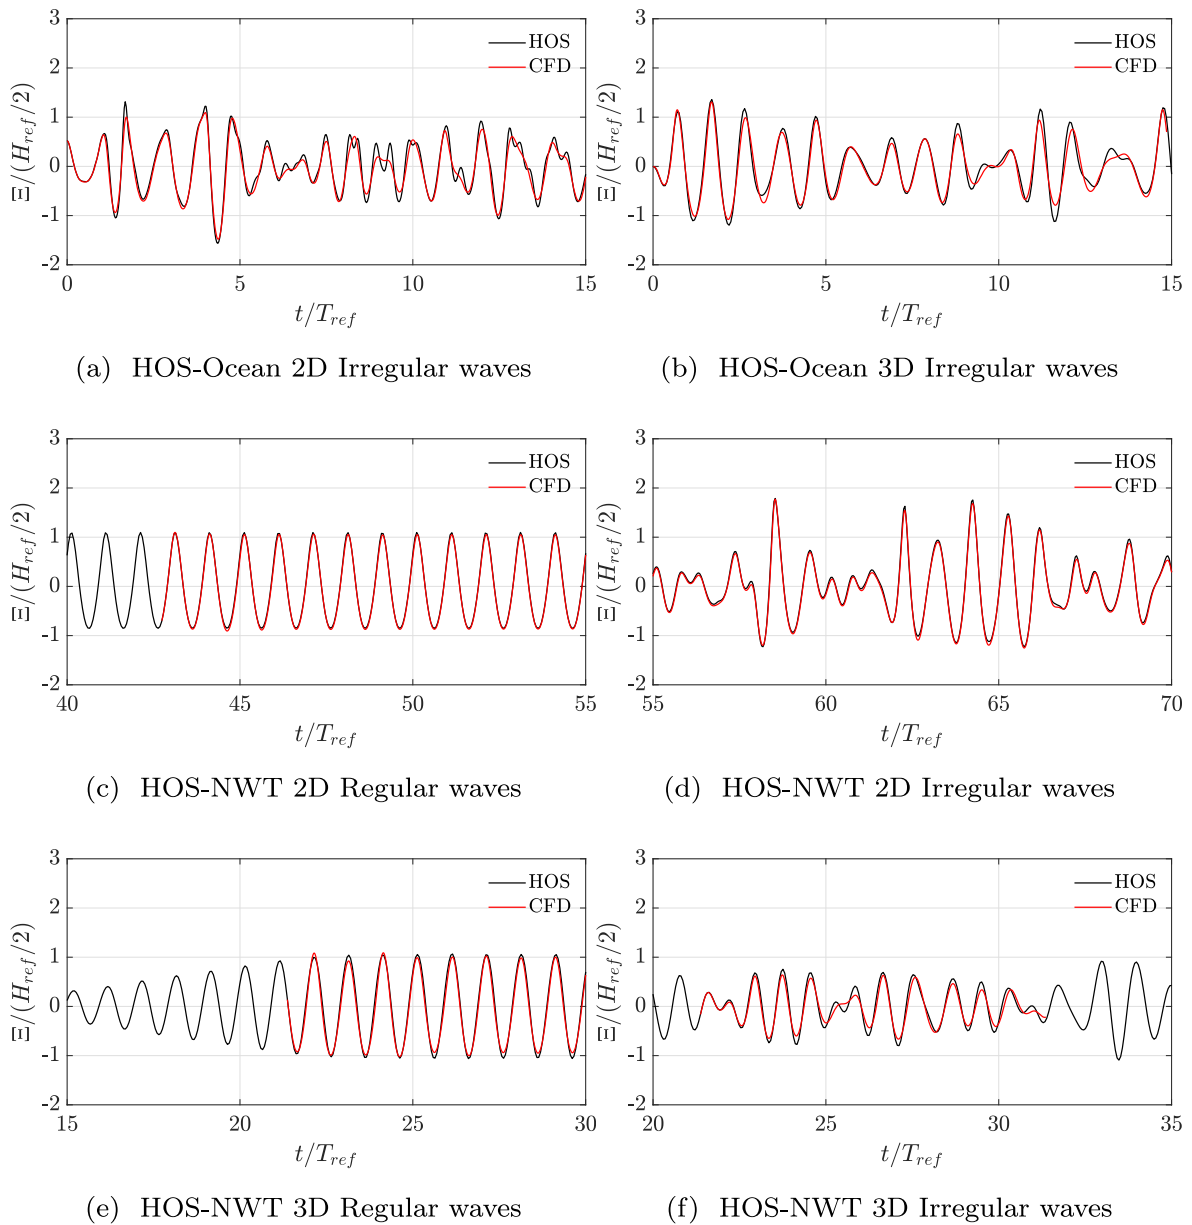 3
2
1
0
-1
-2
Ξ/(H_ref/2)
HOS
CFD
0 5 10 15
t/T_ref
(a) HOS-Ocean 2D Irregular waves
3
2
1
0
-1
-2
Ξ/(H_ref/2)
HOS
CFD
0 5 10 15
t/T_ref
(b) HOS-Ocean 3D Irregular waves
3
2
1
0
-1
-2
Ξ/(H_ref/2)
HOS
CFD
40 45 50 55
t/T_ref
(c) HOS-NWT 2D Regular waves
3
2
1
0
-1
-2
Ξ/(H_ref/2)
HOS
CFD
55 60 65 70
t/T_ref
(d) HOS-NWT 2D Irregular waves
3
2
1
0
-1
-2
Ξ/(H_ref/2)
HOS
CFD
15 20 25 30
t/T_ref
(e) HOS-NWT 3D Regular waves
3
2
1
0
-1
-2
Ξ/(H_ref/2)
HOS
CFD
20 25 30 35
t/T_ref
(f) HOS-NWT 3D Irregular waves